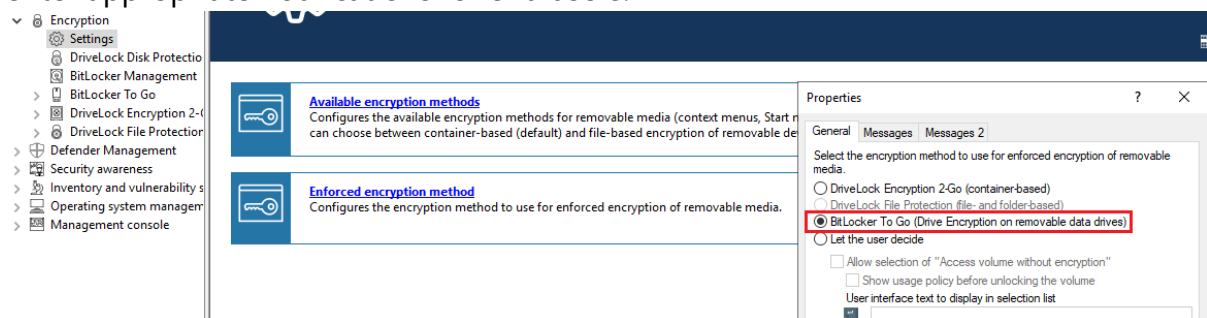 Encryption
Settings
DriveLock Disk Protectio
BitLocker Management
BitLocker To Go
DriveLock Encryption 2-
DriveLock File Protection
Defender Management
Security awareness
Inventory and vulnerability s
Operating system managem
Management console
Available encryption methods
Configures the available encryption methods for removable media (context menus, Start
can choose between container-based (default) and file-based encryption of removable de
Enforced encryption method
Configures the encryption method to use for enforced encryption of removable media.
Properties ? X
General Messages Messages 2
Select the encryption method to use for enforced encryption of removable
media.
DriveLock Encryption 2-Go (container-based)
DriveLock File Protection (file- and folder-based)
BitLocker To Go (Drive Encryption on removable data drives)
Let the user decide
Allow selection of "Access volume without encryption"
Show usage policy before unlocking the volume
User interface text to display in selection list